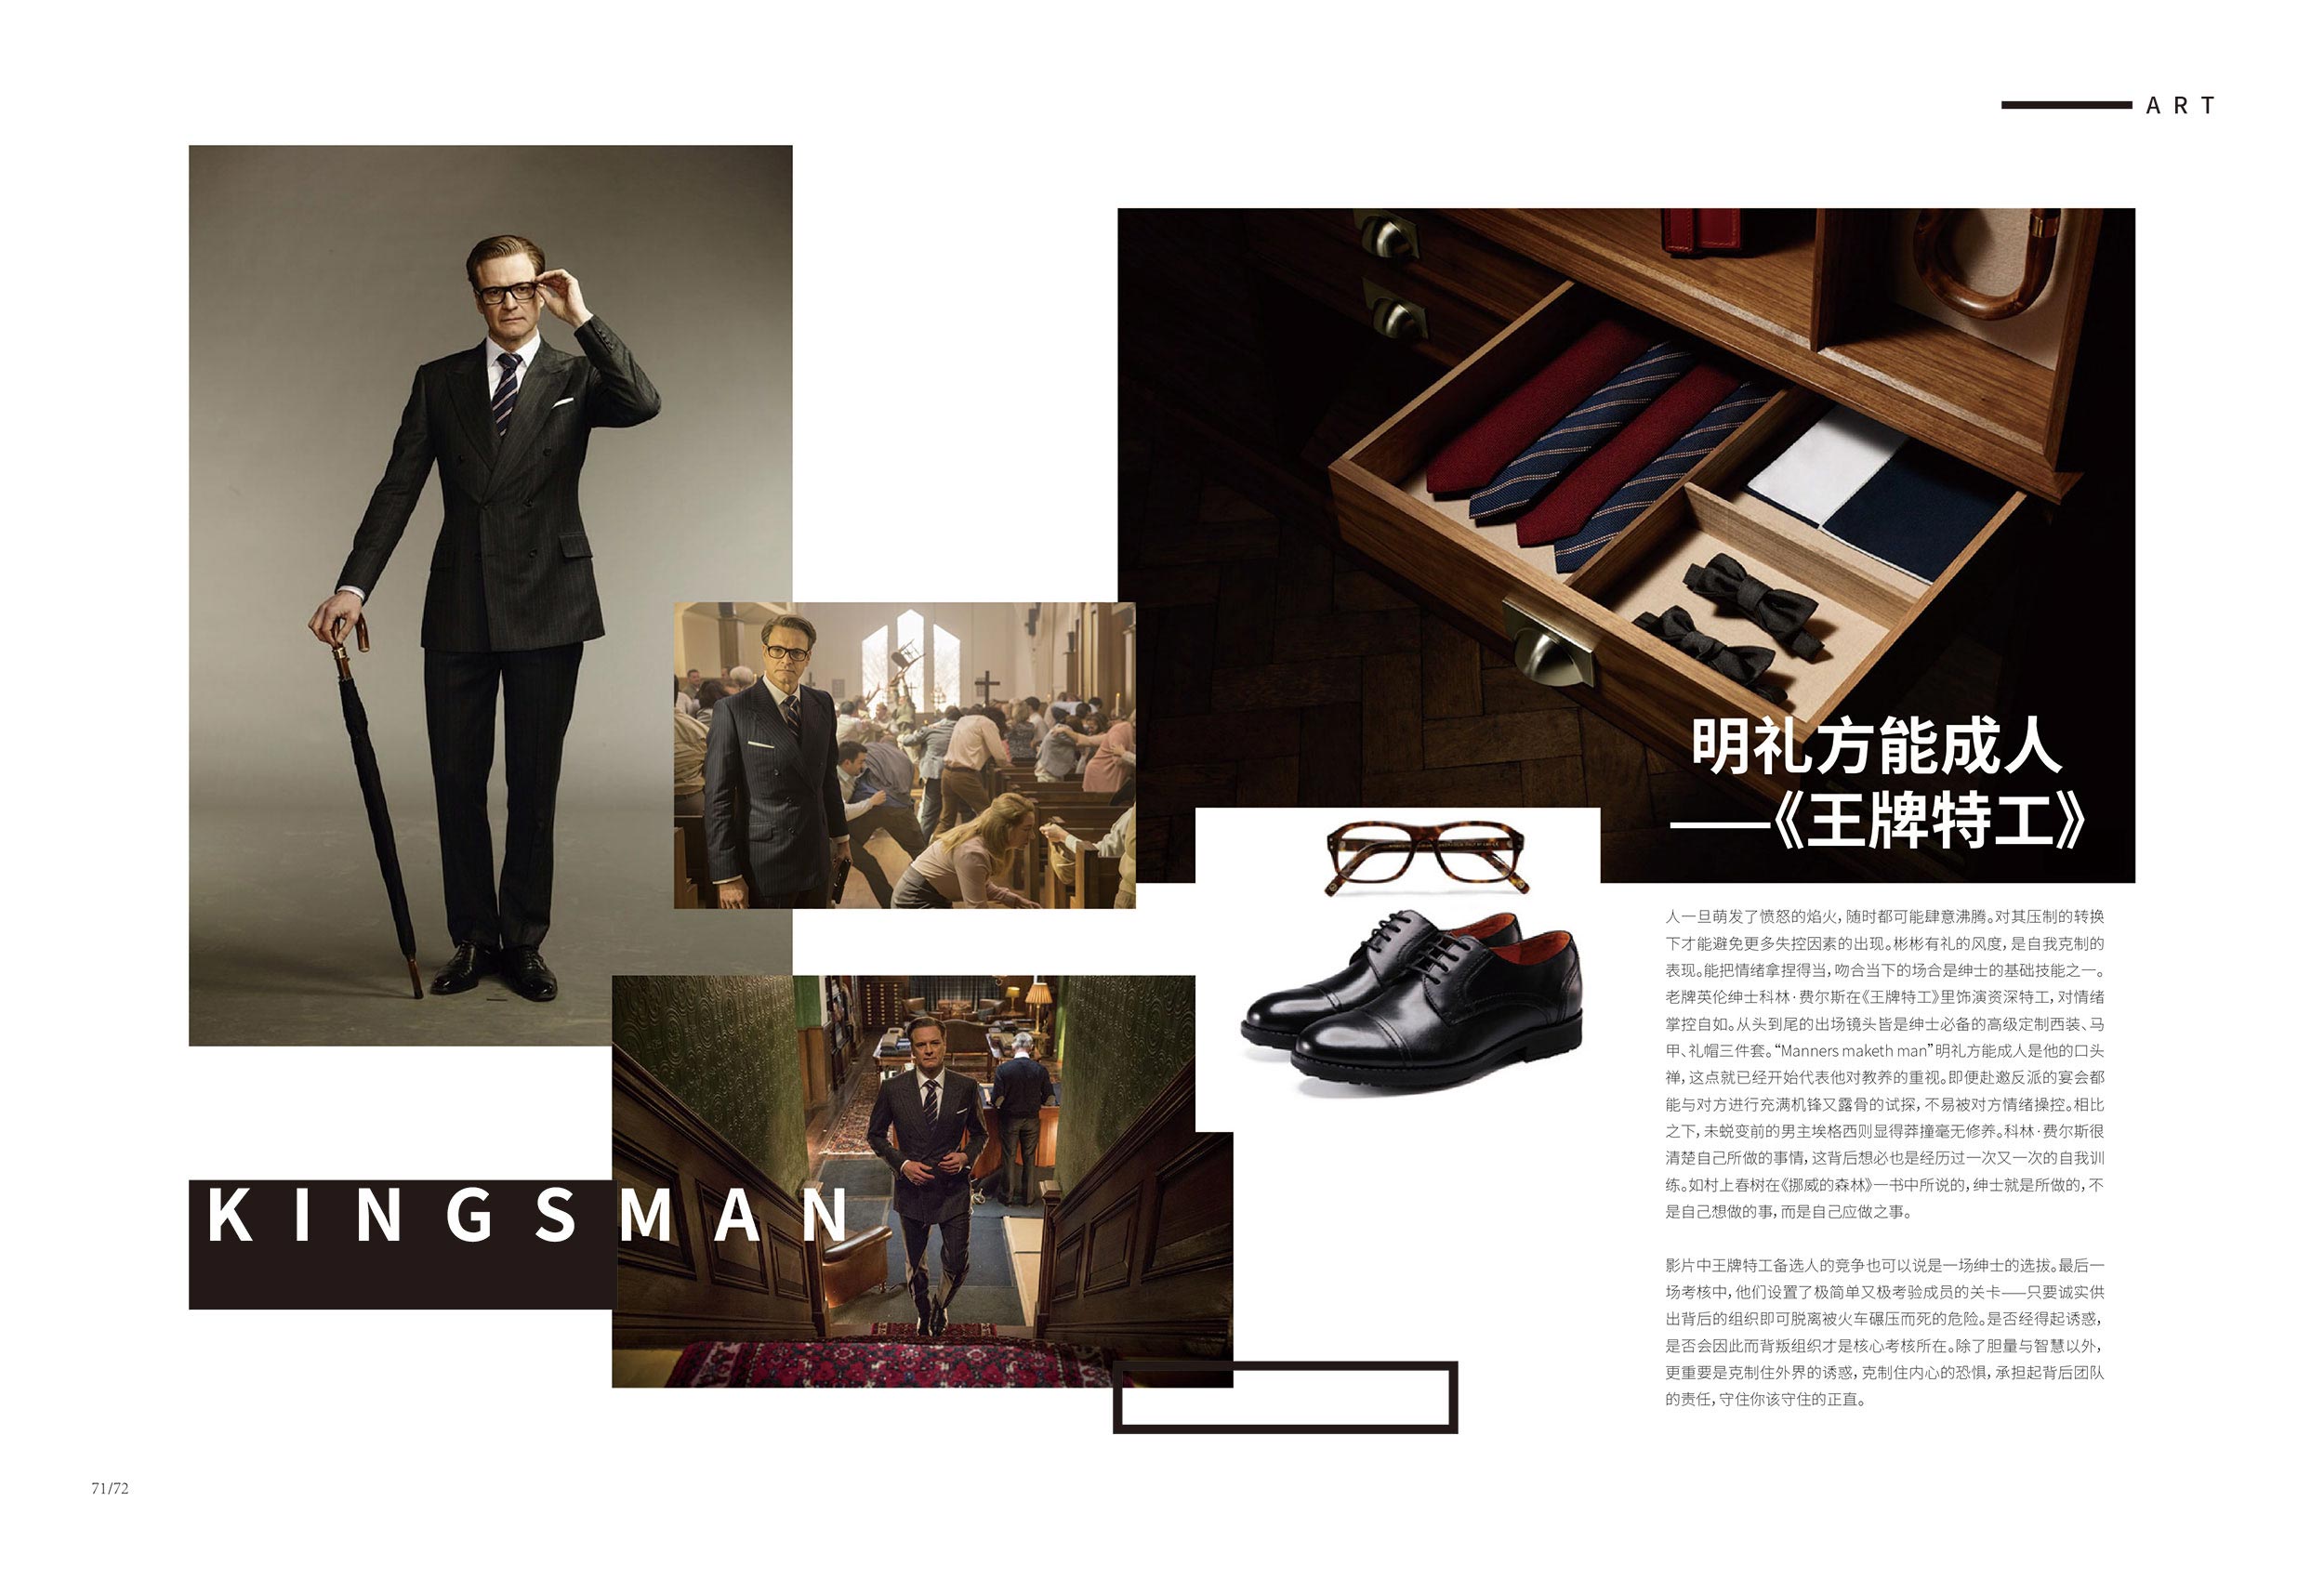 ART
KINGSMAN
明礼方能成人
——《王牌特工》
人一旦萌发了愤怒的焰火，随时都可能肆意沸腾。对其压制的转换
下才能避免更多失控因素的出现。彬彬有礼的风度，是自我克制的
表现。能把情绪拿捏得当，吻合当下的场合是绅士的基础技能之一。
老牌英伦绅士科林·费尔斯在《王牌特工》里饰演资深特工，对情绪
掌控自如。从头到尾的出场镜头皆是绅士必备的高级定制西装、马
甲、礼帽三件套。“Manners maketh man”明礼方能成人是他的口头
禅，这点就已经开始代表他对教养的重视。即便赴邀反派的宴会都
能与对方进行充满机锋又露骨的试探，不易被对方情绪操控。相比
之下，未蜕变前的男主埃格西则显得莽撞毫无修养。科林·费尔斯很
清楚自己所做的事情，这背后想必也是经历过一次又一次的自我训
练。如村上春树在《挪威的森林》一书中所说的，绅士就是所做的，不
是自己想做的事，而是自己应做之事。
影片中王牌特工备选人的竞争也可以说是一场绅士的选拔。最后一
场考核中，他们设置了极简单又极考验成员的关卡——只要诚实供
出背后的组织即可脱离被火车碾压而死的危险。是否经得起诱惑，
是否会因此而背叛组织才是核心考核所在。除了胆量与智慧以外，
更重要是克制住外界的诱惑，克制住内心的恐惧，承担起背后团队
的责任，守住你该守住的正直。
71/72